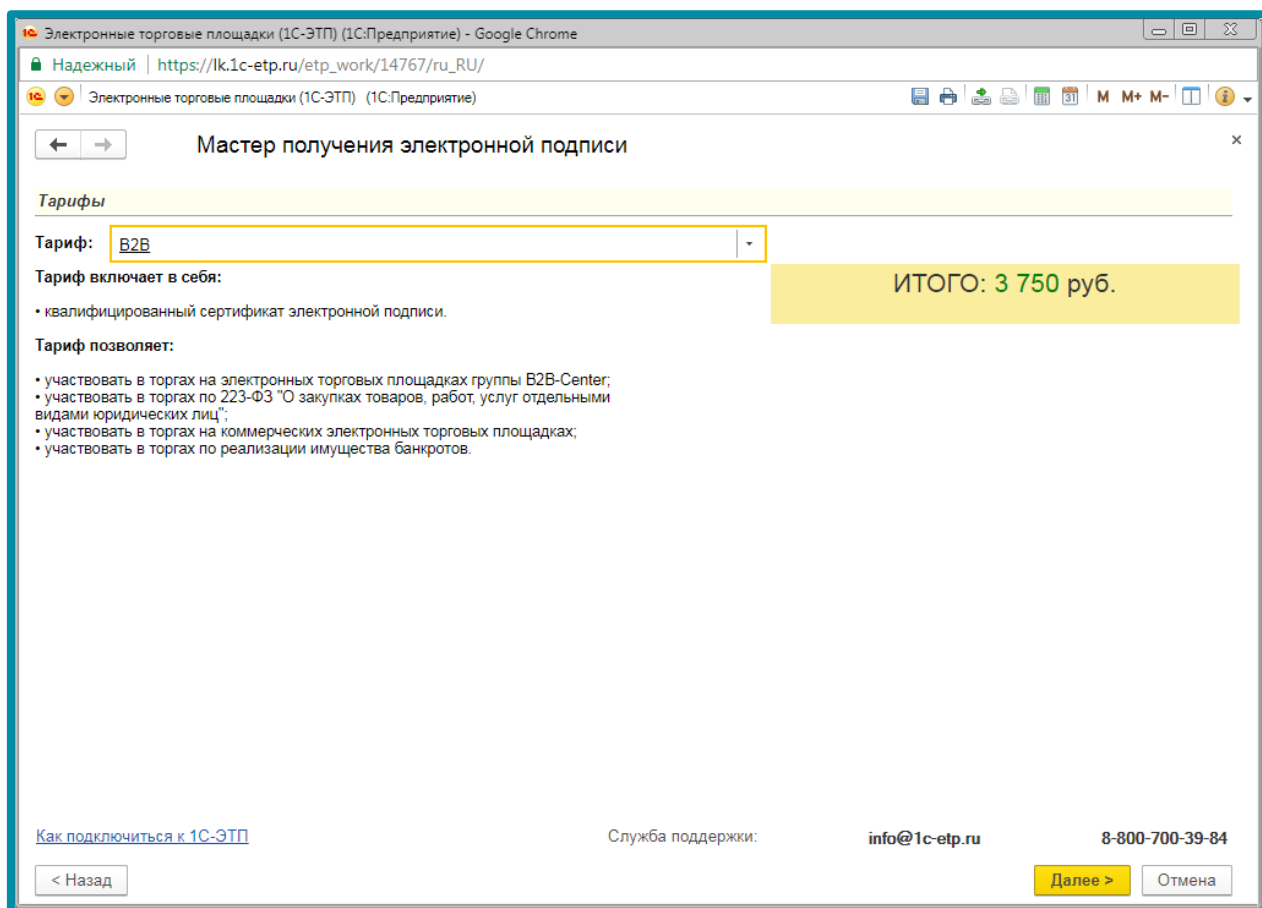 1С Электронные торговые площадки (1С-ЭТП) (1С:Предприятие) - Google Chrome
Надежный | https://lk.1c-etp.ru/etp_work/14767/ru_RU/
1С Электронные торговые площадки (1С-ЭТП) (1С:Предприятие) 31 M M+ M- i
Мастер получения электронной подписи
Тарифы
Тариф: B2B
Тариф включает в себя:
ИТОГО: 3 750 руб.
• квалифицированный сертификат электронной подписи.
Тариф позволяет:
• участвовать в торгах на электронных торговых площадках группы B2B-Center;
• участвовать в торгах по 223-ФЗ "О закупках товаров, работ, услуг отдельными
видами юридических лиц";
• участвовать в торгах на коммерческих электронных торговых площадках;
• участвовать в торгах по реализации имущества банкротов.
Как подключиться к 1С-ЭТП Служба поддержки: info@1c-etp.ru 8-800-700-39-84
< Назад Далее > Отмена